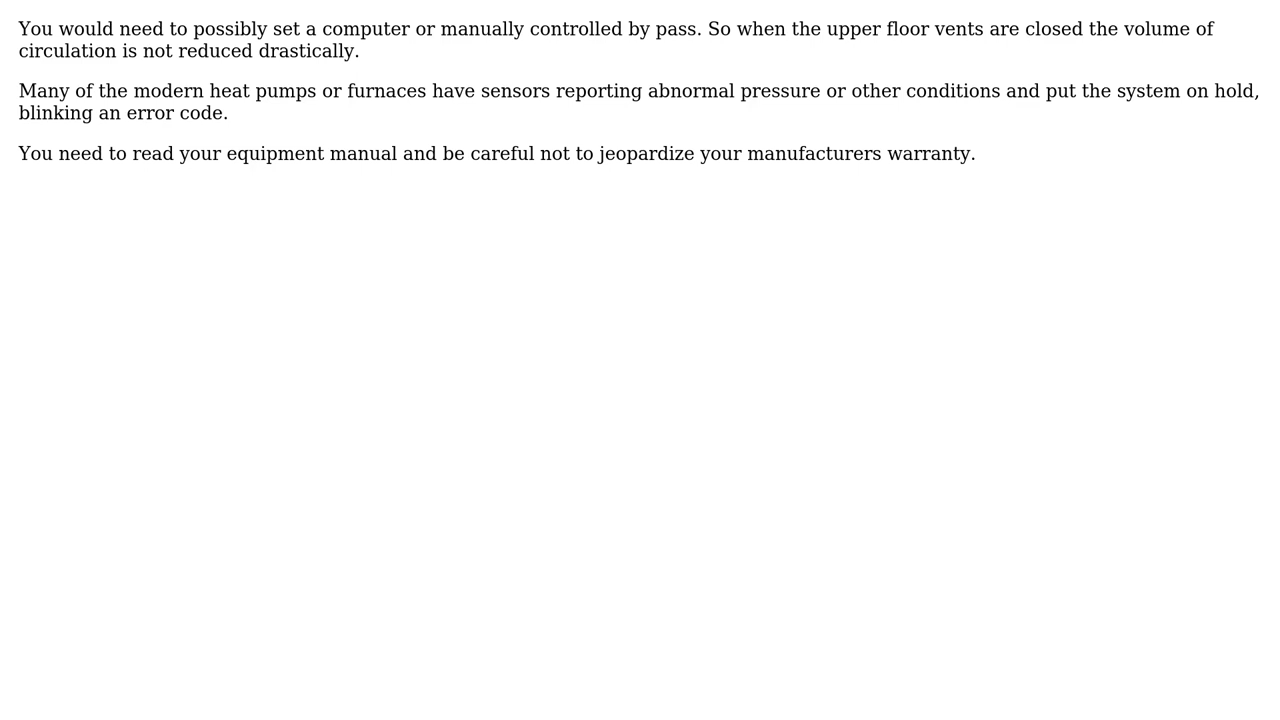 You would need to possibly set a computer or manually controlled by pass. So when the upper floor vents are closed the volume of
circulation is not reduced drastically.
Many of the modern heat pumps or furnaces have sensors reporting abnormal pressure or other conditions and put the system on hold,
blinking an error code.
You need to read your equipment manual and be careful not to jeopardize your manufacturers warranty.